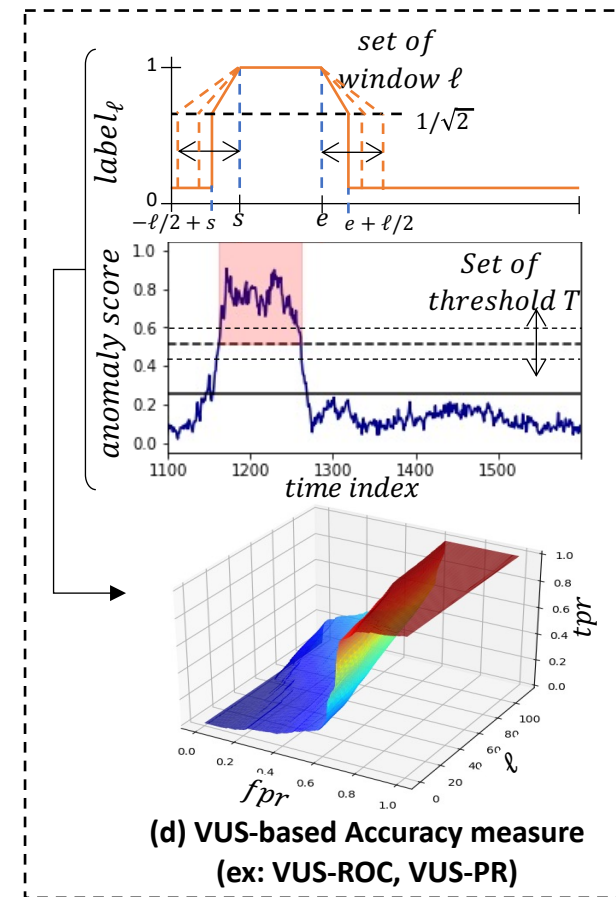 set of
window ℓ
1
1/√2
label_ℓ
0
−ℓ/2 + s
s
e
e + ℓ/2
1.0
Set of
threshold T
0.8
0.6
0.4
0.2
0.0
anomaly score
1100 1200 1300 1400 1500
time index
1.0
0.8
0.6
0.4
0.2
0.0
tpr
100
80
60
40
20
0
ℓ
0.0 0.2 0.4 0.6 0.8 1.0
fpr
(d) VUS-based Accuracy measure
(ex: VUS-ROC, VUS-PR)